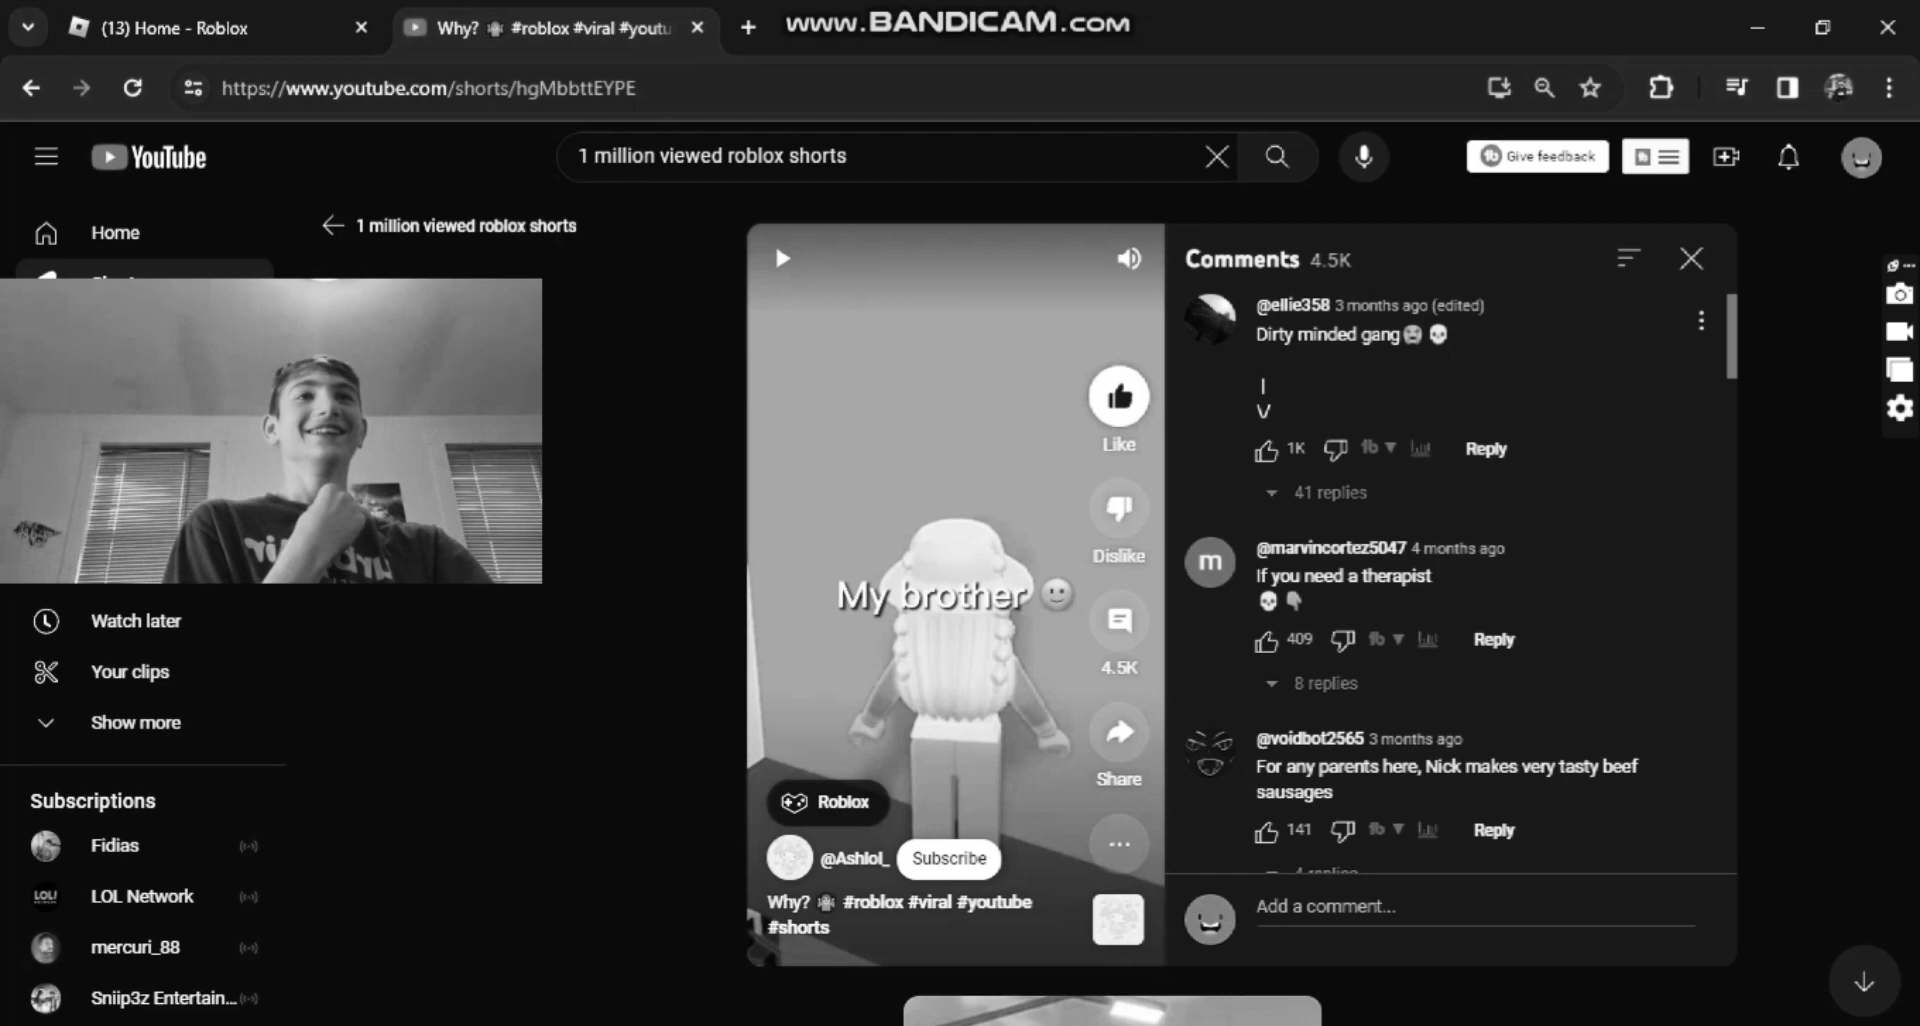 (13) Home - Roblox
Why? #roblox #viral #youtu
www.BANDICAM.com
https://www.youtube.com/shorts/hgMbbttEYPE
YouTube
1 million viewed roblox shorts
Give feedback
Home
1 million viewed roblox shorts
Watch later
Your clips
Show more
Subscriptions
Fidias
LOL Network
mercuri_88
Sniip3z Entertain...
My brother
Like
Dislike
4.5K
Share
Roblox
@Ashlol_ Subscribe
Why? #roblox #viral #youtube
#shorts
Comments 4.5K
@ellie358 3 months ago (edited)
Dirty minded gang
|
V
1K Reply
41 replies
@marvincortez5047 4 months ago
If you need a therapist
409 Reply
8 replies
m
@voidbot2565 3 months ago
For any parents here, Nick makes very tasty beef
sausages
141 Reply
Add a comment...